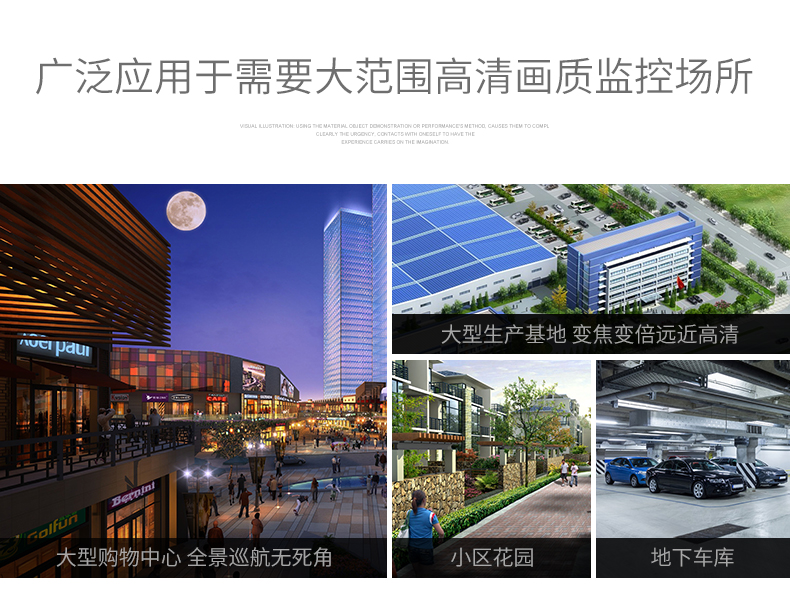 广泛应用于需要大范围高清画质监控场所
VISUAL ILLUSTRATION, USING THE MATERIAL OBJECT DEMONSTRATION OR PERFORMANCE'S METHOD, CAUSES THEM TO COMPL
CLEARLY THE URGENCY, CONTACTS WITH ONESELF TO HAVE THE
EXPERIENCE CARRIES ON THE IMAGINATION.
大型生产基地 变焦变倍远近高清
CAFE
Bernini
Golfun
大型购物中心 全景巡航无死角
小区花园
地下车库